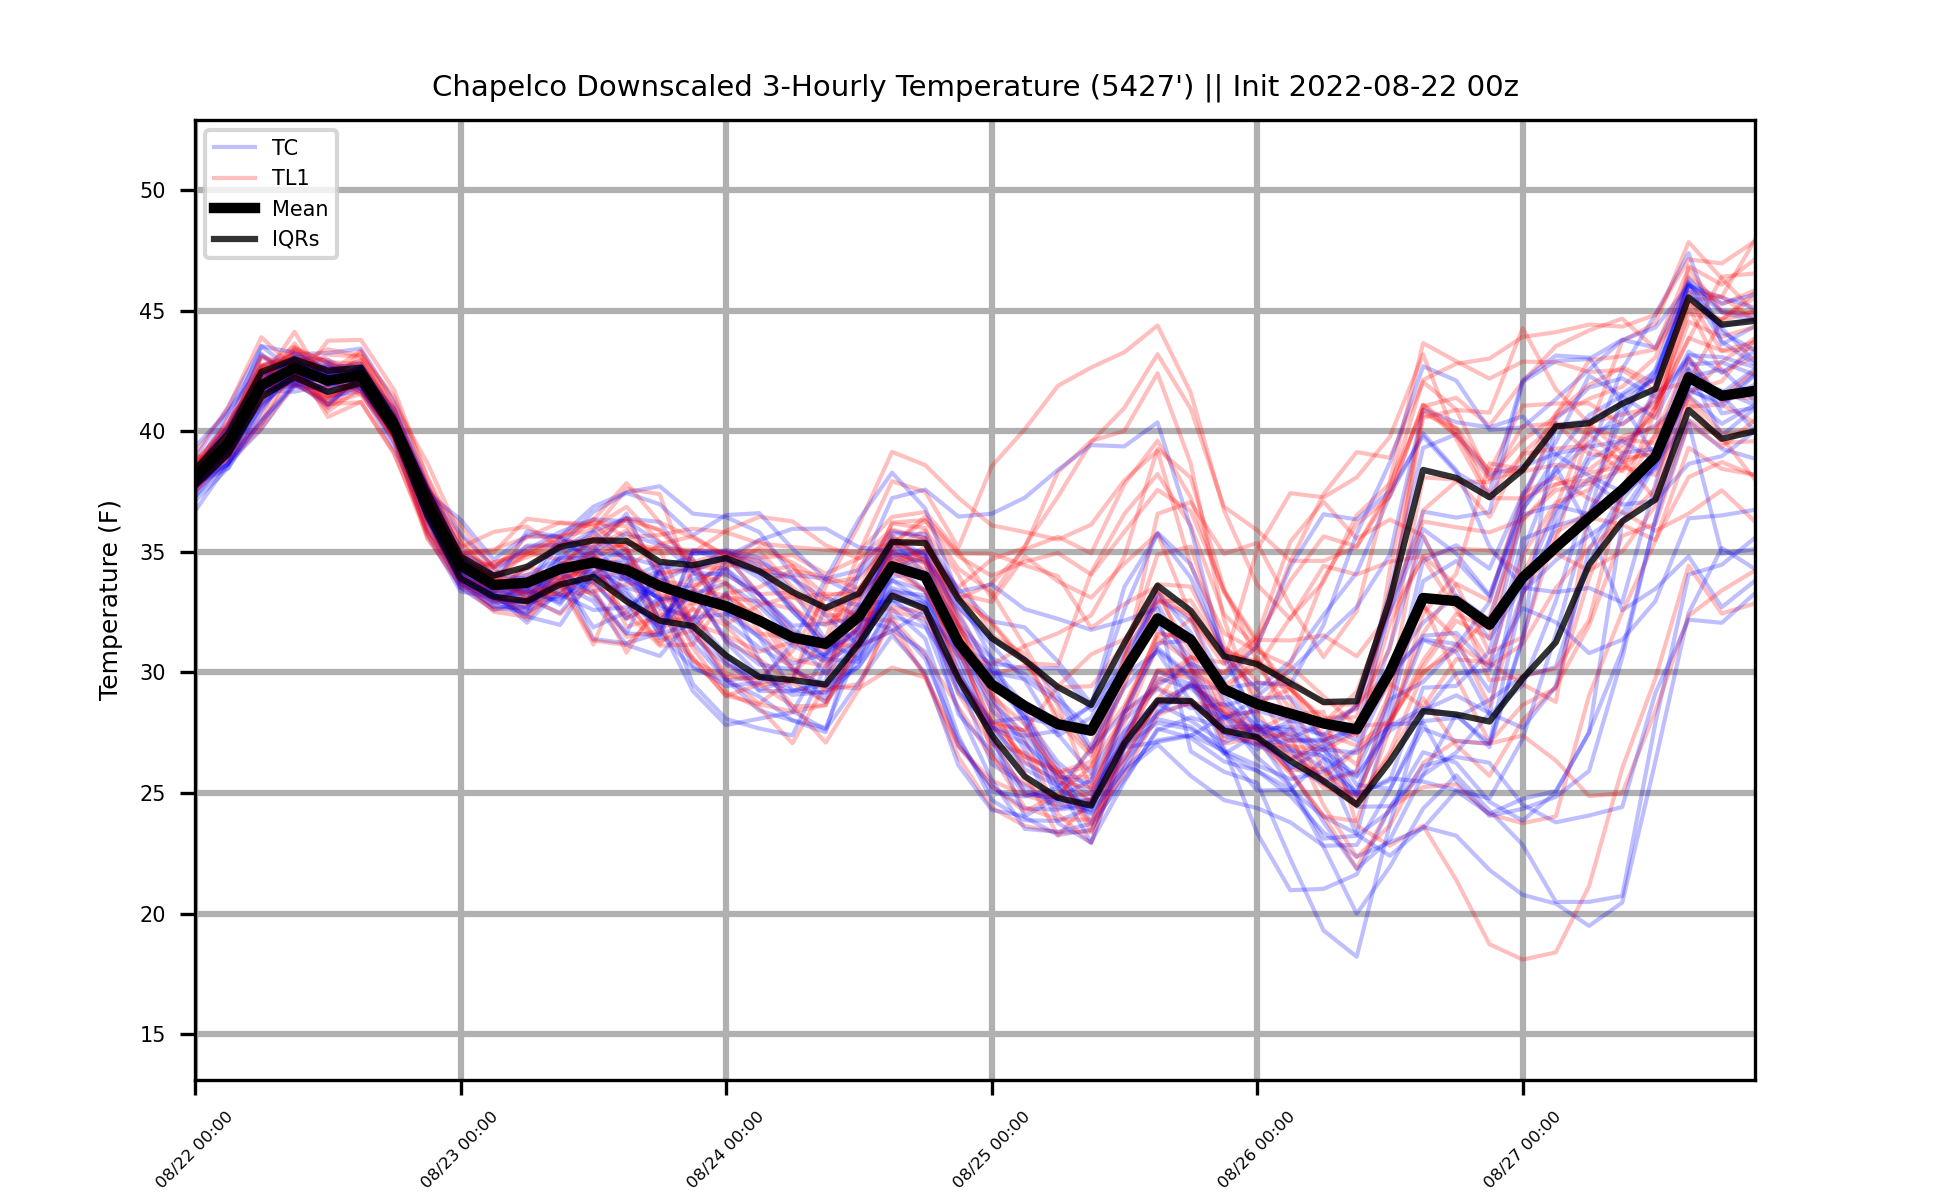 Chapelco Downscaled 3-Hourly Temperature (5427') || Init 2022-08-22 00z
TC
TL1
Mean
IQRs
Temperature (F)
50
45
40
35
30
25
20
15
08/22 00:00
08/23 00:00
08/24 00:00
08/25 00:00
08/26 00:00
08/27 00:00